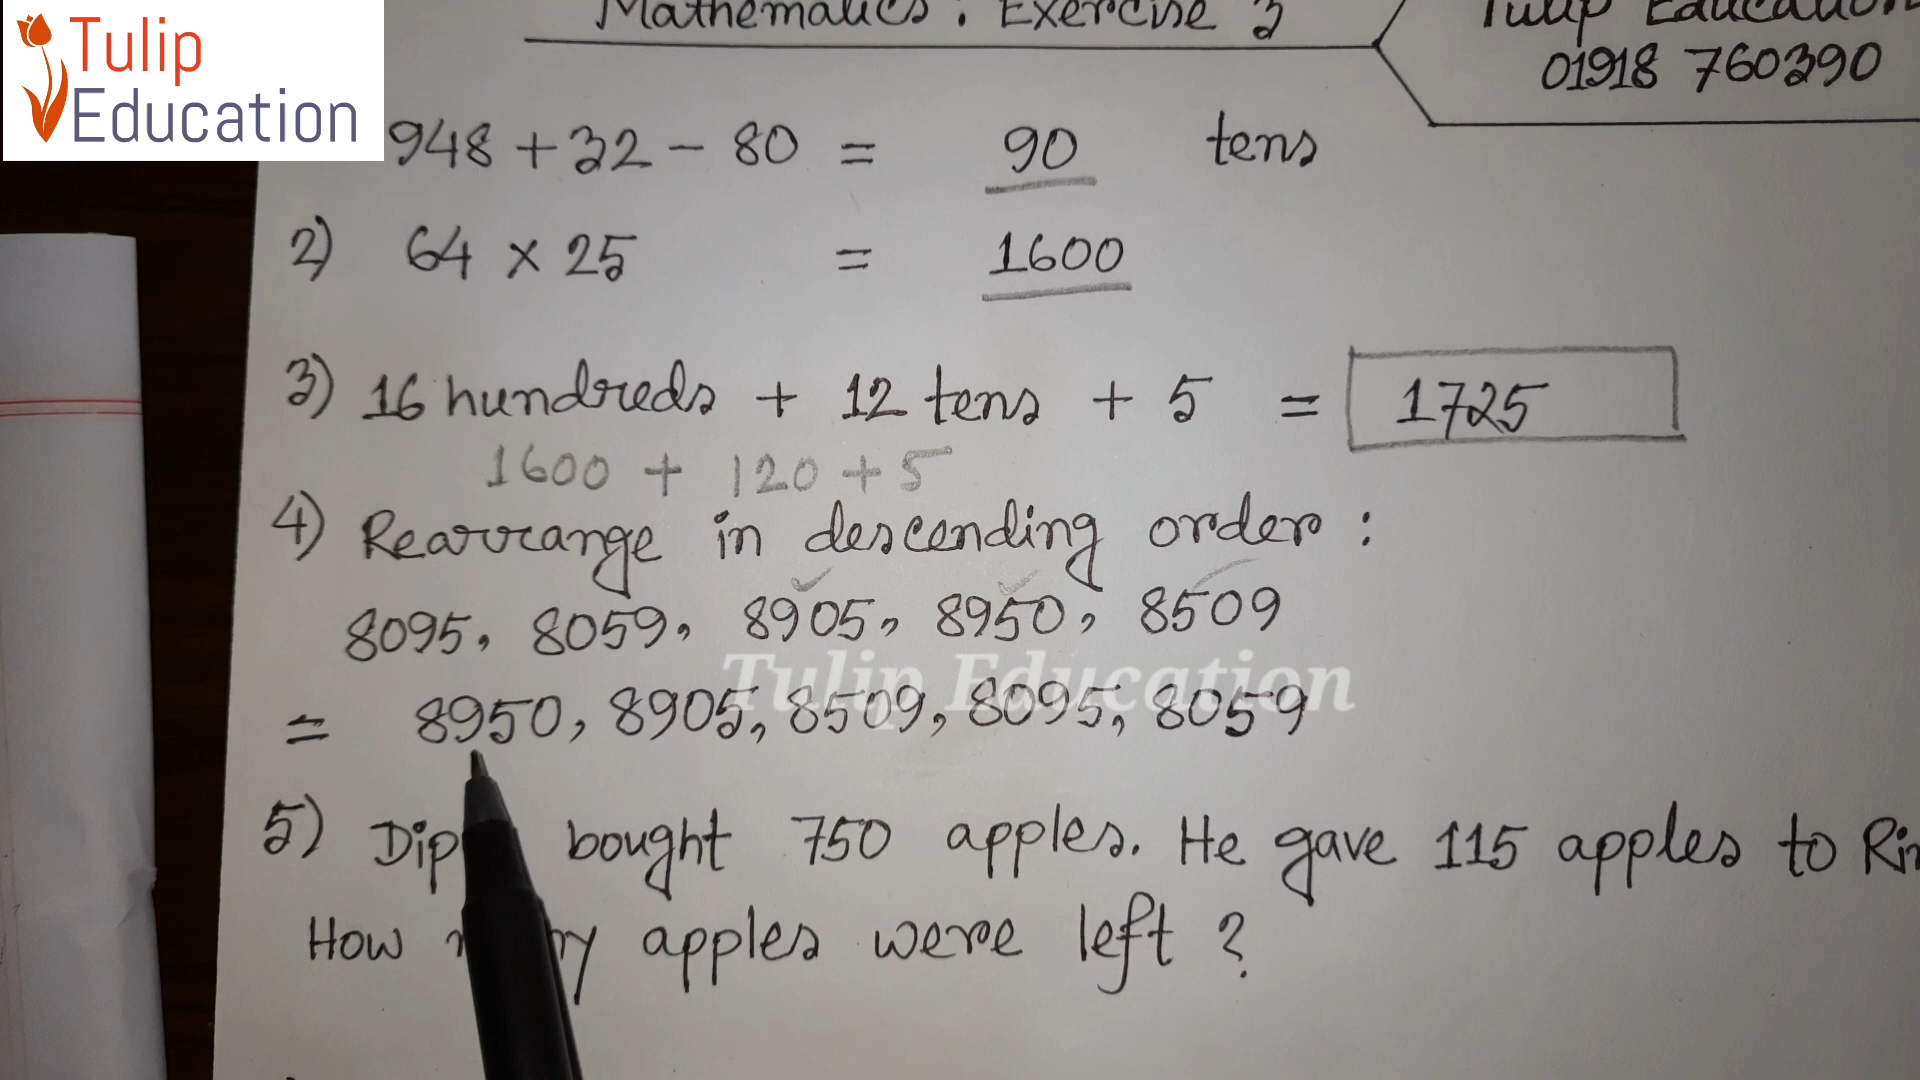 Tulip
Education
Mathematics : Exercise 3
Tulip Education
01918 760390
948 + 32 - 80 = 90 tens
2) 64 × 25 = 1600
3) 16 hundreds + 12 tens + 5 = 1725
1600 + 120 + 5
4) Rearrange in descending order :
8095, 8059, 8905, 8950, 8509
Tulip Education
= 8950, 8905, 8509, 8095, 8059
5) bought 750 apples. He gave 115 apples to
How apples were left ?